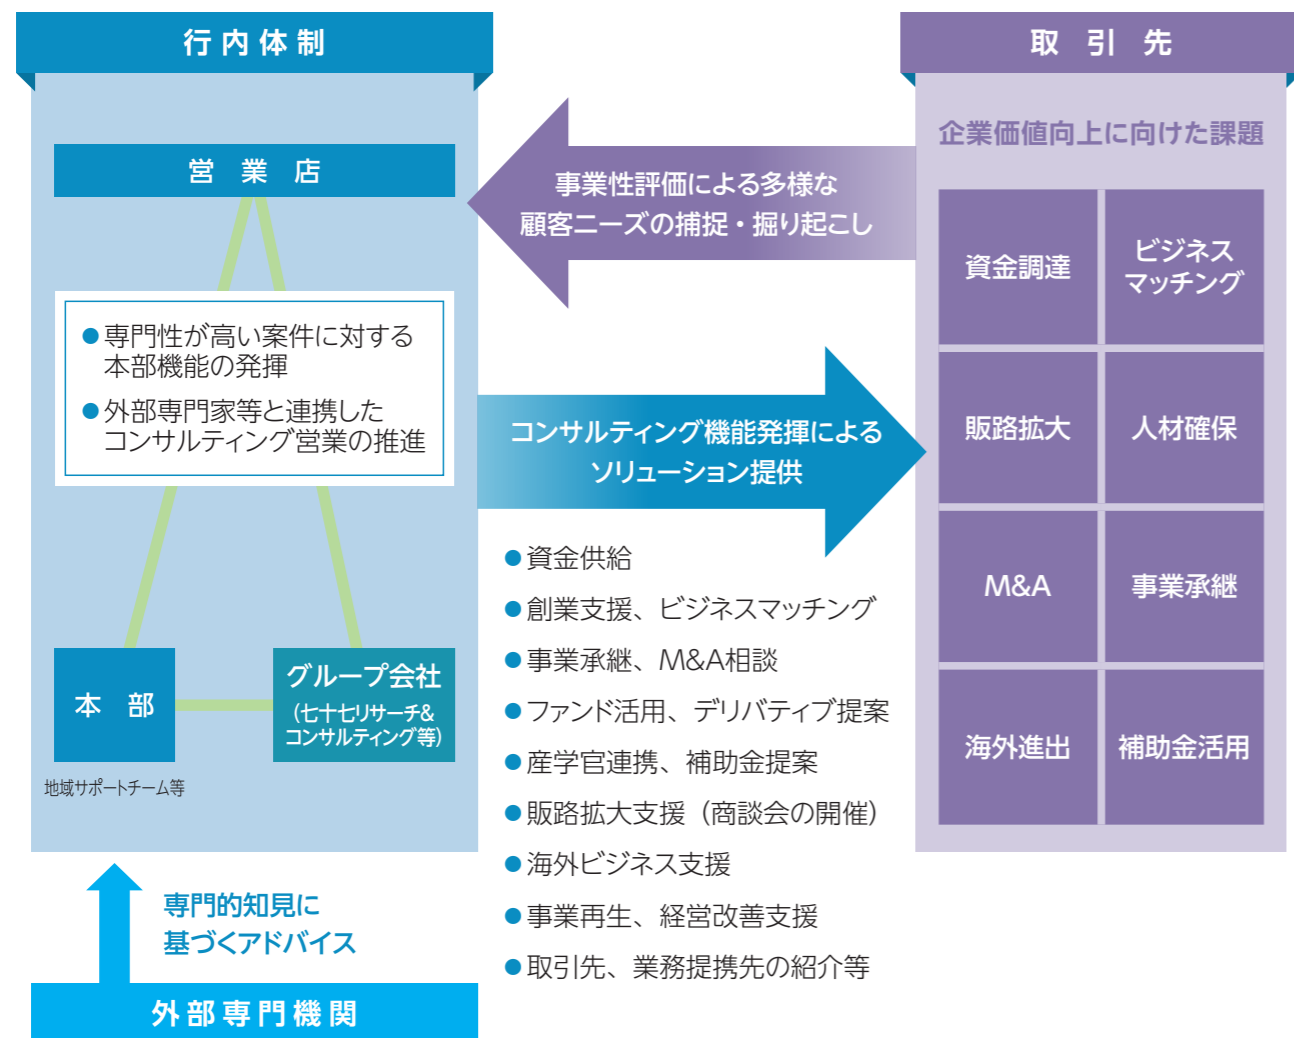 行内体制
営業店
●専門性が高い案件に対する
本部機能の発揮
●外部専門家等と連携した
コンサルティング営業の推進
本部
地域サポートチーム等
グループ会社
(七十七リサーチ&
コンサルティング等)
専門的知見に
基づくアドバイス
外部専門機関
事業性評価による多様な
顧客ニーズの捕捉・掘り起こし
コンサルティング機能発揮による
ソリューション提供
●資金供給
●創業支援、ビジネスマッチング
●事業承継、M&A相談
●ファンド活用、デリバティブ提案
●産学官連携、補助金提案
●販路拡大支援（商談会の開催）
●海外ビジネス支援
●事業再生、経営改善支援
●取引先、業務提携先の紹介等
取引先
企業価値向上に向けた課題
資金調達
ビジネス
マッチング
販路拡大
人材確保
M&A
事業承継
海外進出
補助金活用